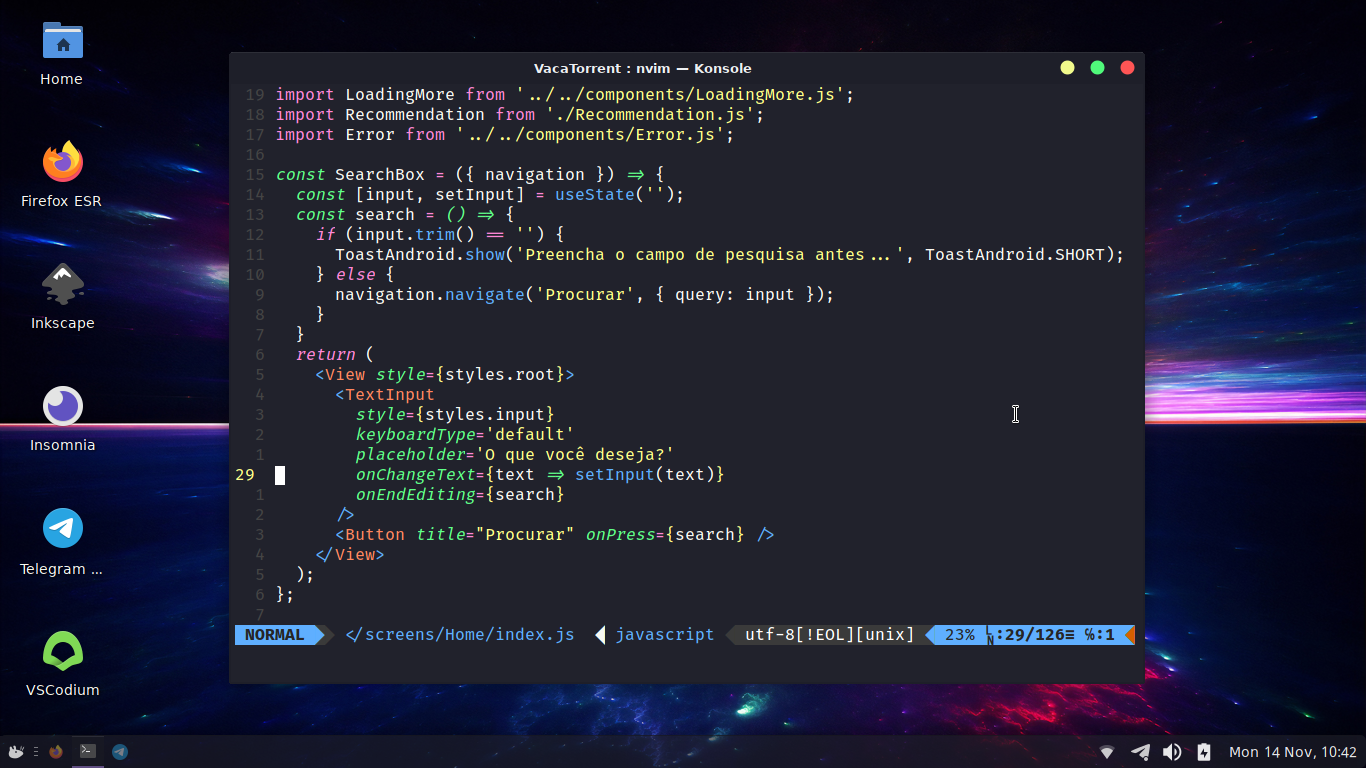 Home
Firefox ESR
Inkscape
Insomnia
Telegram ...
VSCodium
VacaTorrent : nvim — Konsole
19 import LoadingMore from '../../components/LoadingMore.js';
18 import Recommendation from './Recommendation.js';
17 import Error from '../../components/Error.js';
16
15 const SearchBox = ({ navigation }) => {
14   const [input, setInput] = useState('');
13   const search = () => {
12     if (input.trim() == '') {
11       ToastAndroid.show('Preencha o campo de pesquisa antes...', ToastAndroid.SHORT);
10     } else {
9       navigation.navigate('Procurar', { query: input });
8     }
7   }
6   return (
5     <View style={styles.root}>
4       <TextInput
3         style={styles.input}
2         keyboardType='default'
1         placeholder='O que você deseja?'
29         onChangeText={text => setInput(text)}
1         onEndEditing={search}
2       />
3       <Button title="Procurar" onPress={search} />
4     </View>
5   );
6 };
7
NORMAL </screens/Home/index.js javascript utf-8[!EOL][unix] 23% LN:29/126≡ ℅:1
Mon 14 Nov, 10:42